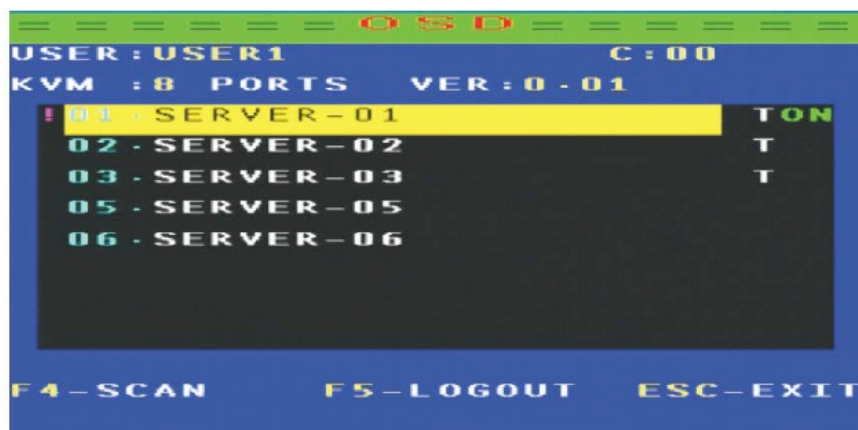 = = = = = = OSD = = = = = =
USER:USER1 C:00
KVM :8 PORTS VER:0.01
! 01.SERVER-01 TON
02.SERVER-02 T
03.SERVER-03 T
05.SERVER-05
06.SERVER-06
F4-SCAN F5-LOGOUT ESC-EXIT